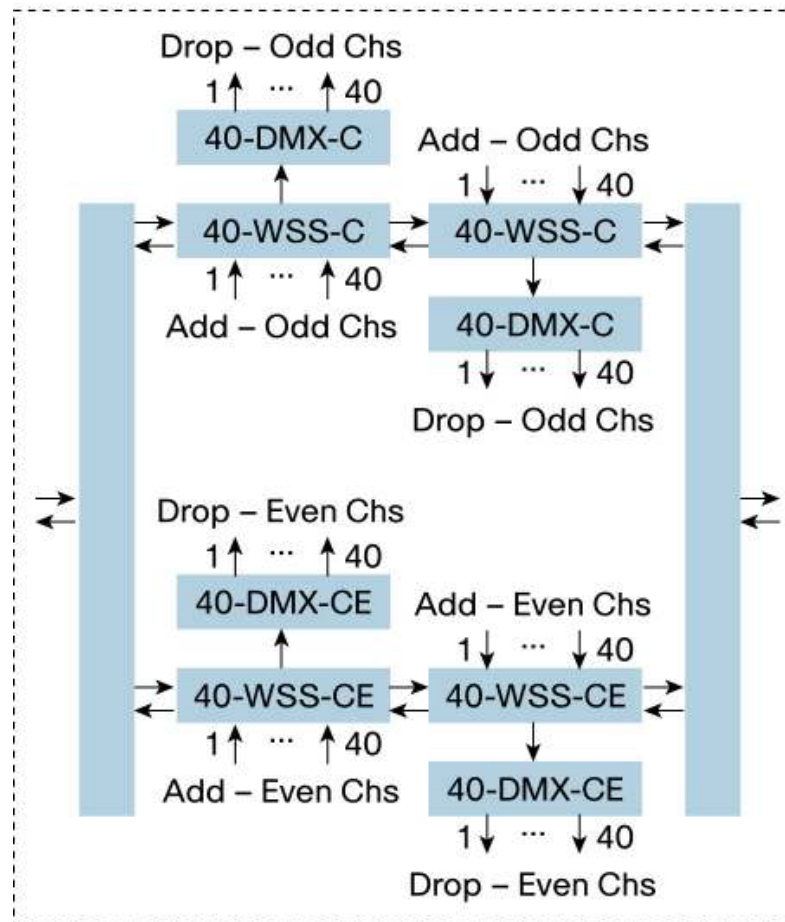 Drop – Odd Chs
1 ... 40
40-DMX-C
Add – Odd Chs
1 ... 40
40-WSS-C
40-WSS-C
1 ... 40
Add – Odd Chs
40-DMX-C
1 ... 40
Drop – Odd Chs
Drop – Even Chs
1 ... 40
40-DMX-CE
Add – Even Chs
1 ... 40
40-WSS-CE
40-WSS-CE
1 ... 40
Add – Even Chs
40-DMX-CE
1 ... 40
Drop – Even Chs